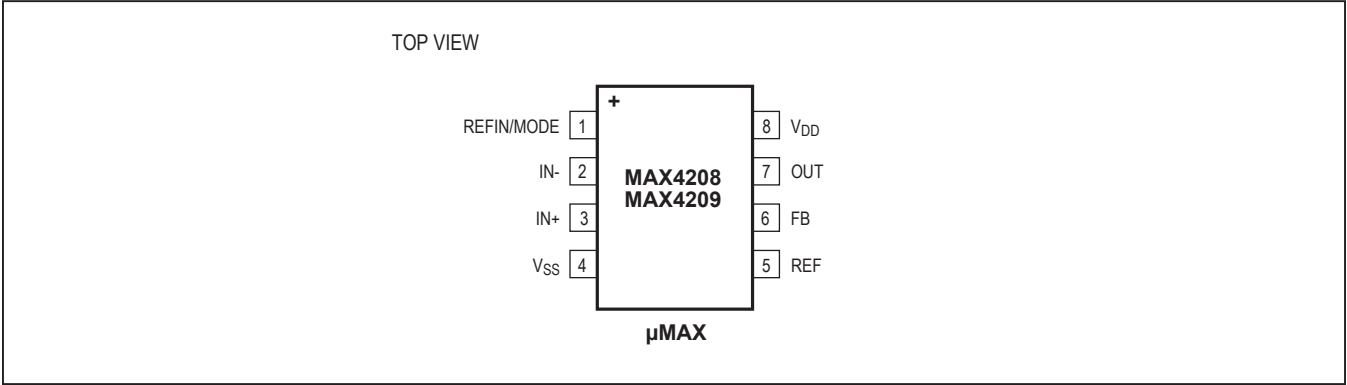 TOP VIEW
+
REFIN/MODE 1
IN- 2
IN+ 3
VSS 4
MAX4208
MAX4209
8 VDD
7 OUT
6 FB
5 REF
µMAX